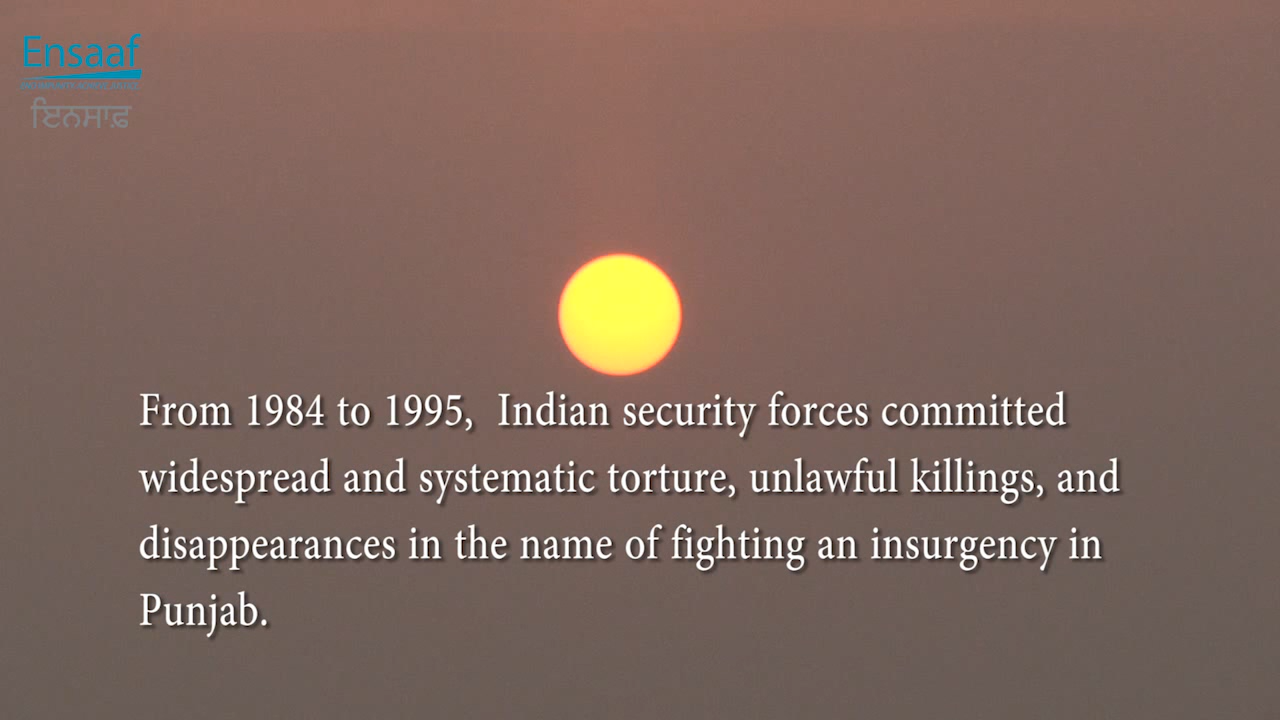 Ensaaf
ਇਨਸਾਫ਼
From 1984 to 1995,  Indian security forces committed
widespread and systematic torture, unlawful killings, and
disappearances in the name of fighting an insurgency in
Punjab.